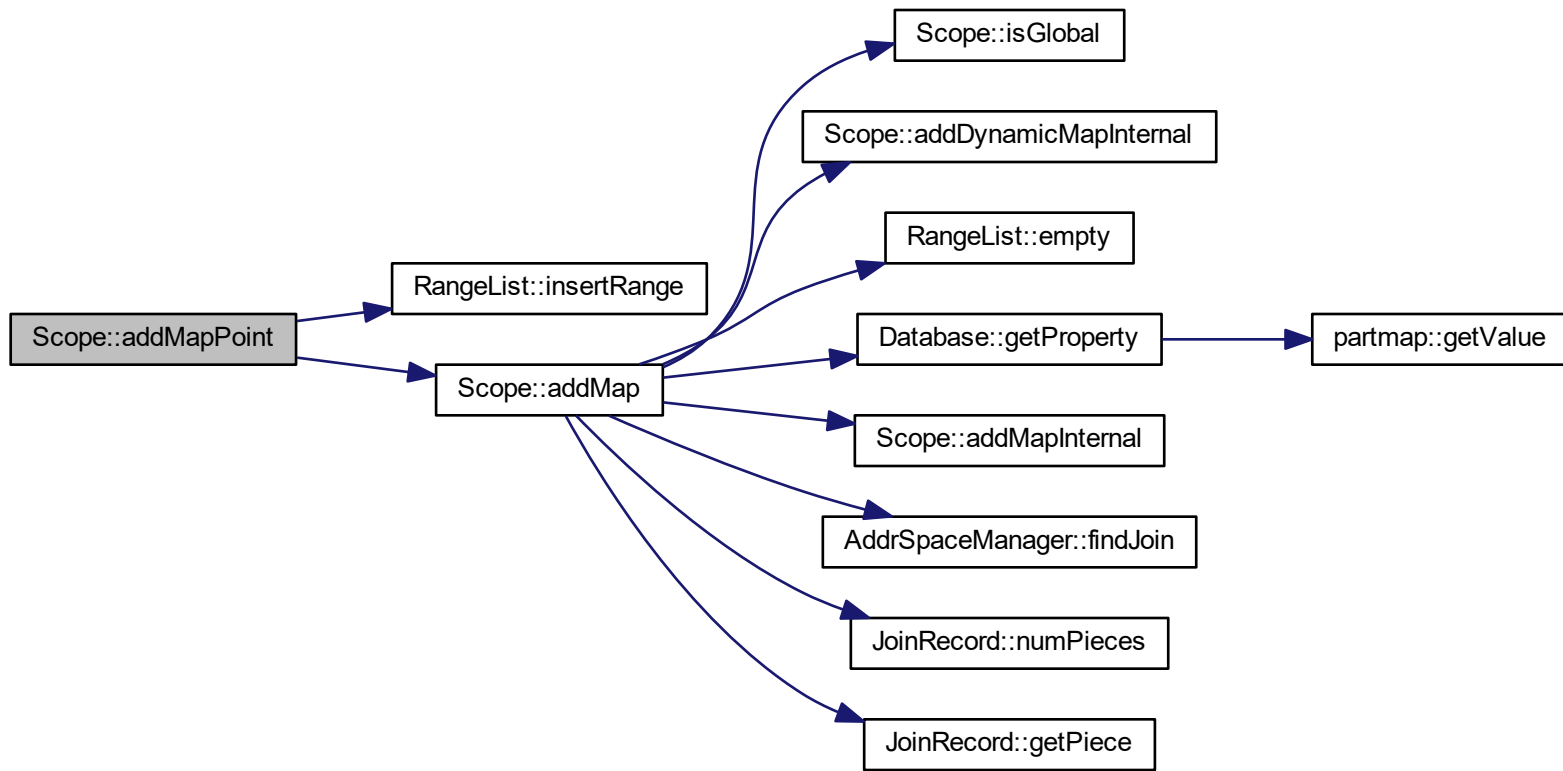 Scope::isGlobal
Scope::addDynamicMapInternal
RangeList::empty
RangeList::insertRange
Scope::addMapPoint
Database::getProperty
partmap::getValue
Scope::addMap
Scope::addMapInternal
AddrSpaceManager::findJoin
JoinRecord::numPieces
JoinRecord::getPiece